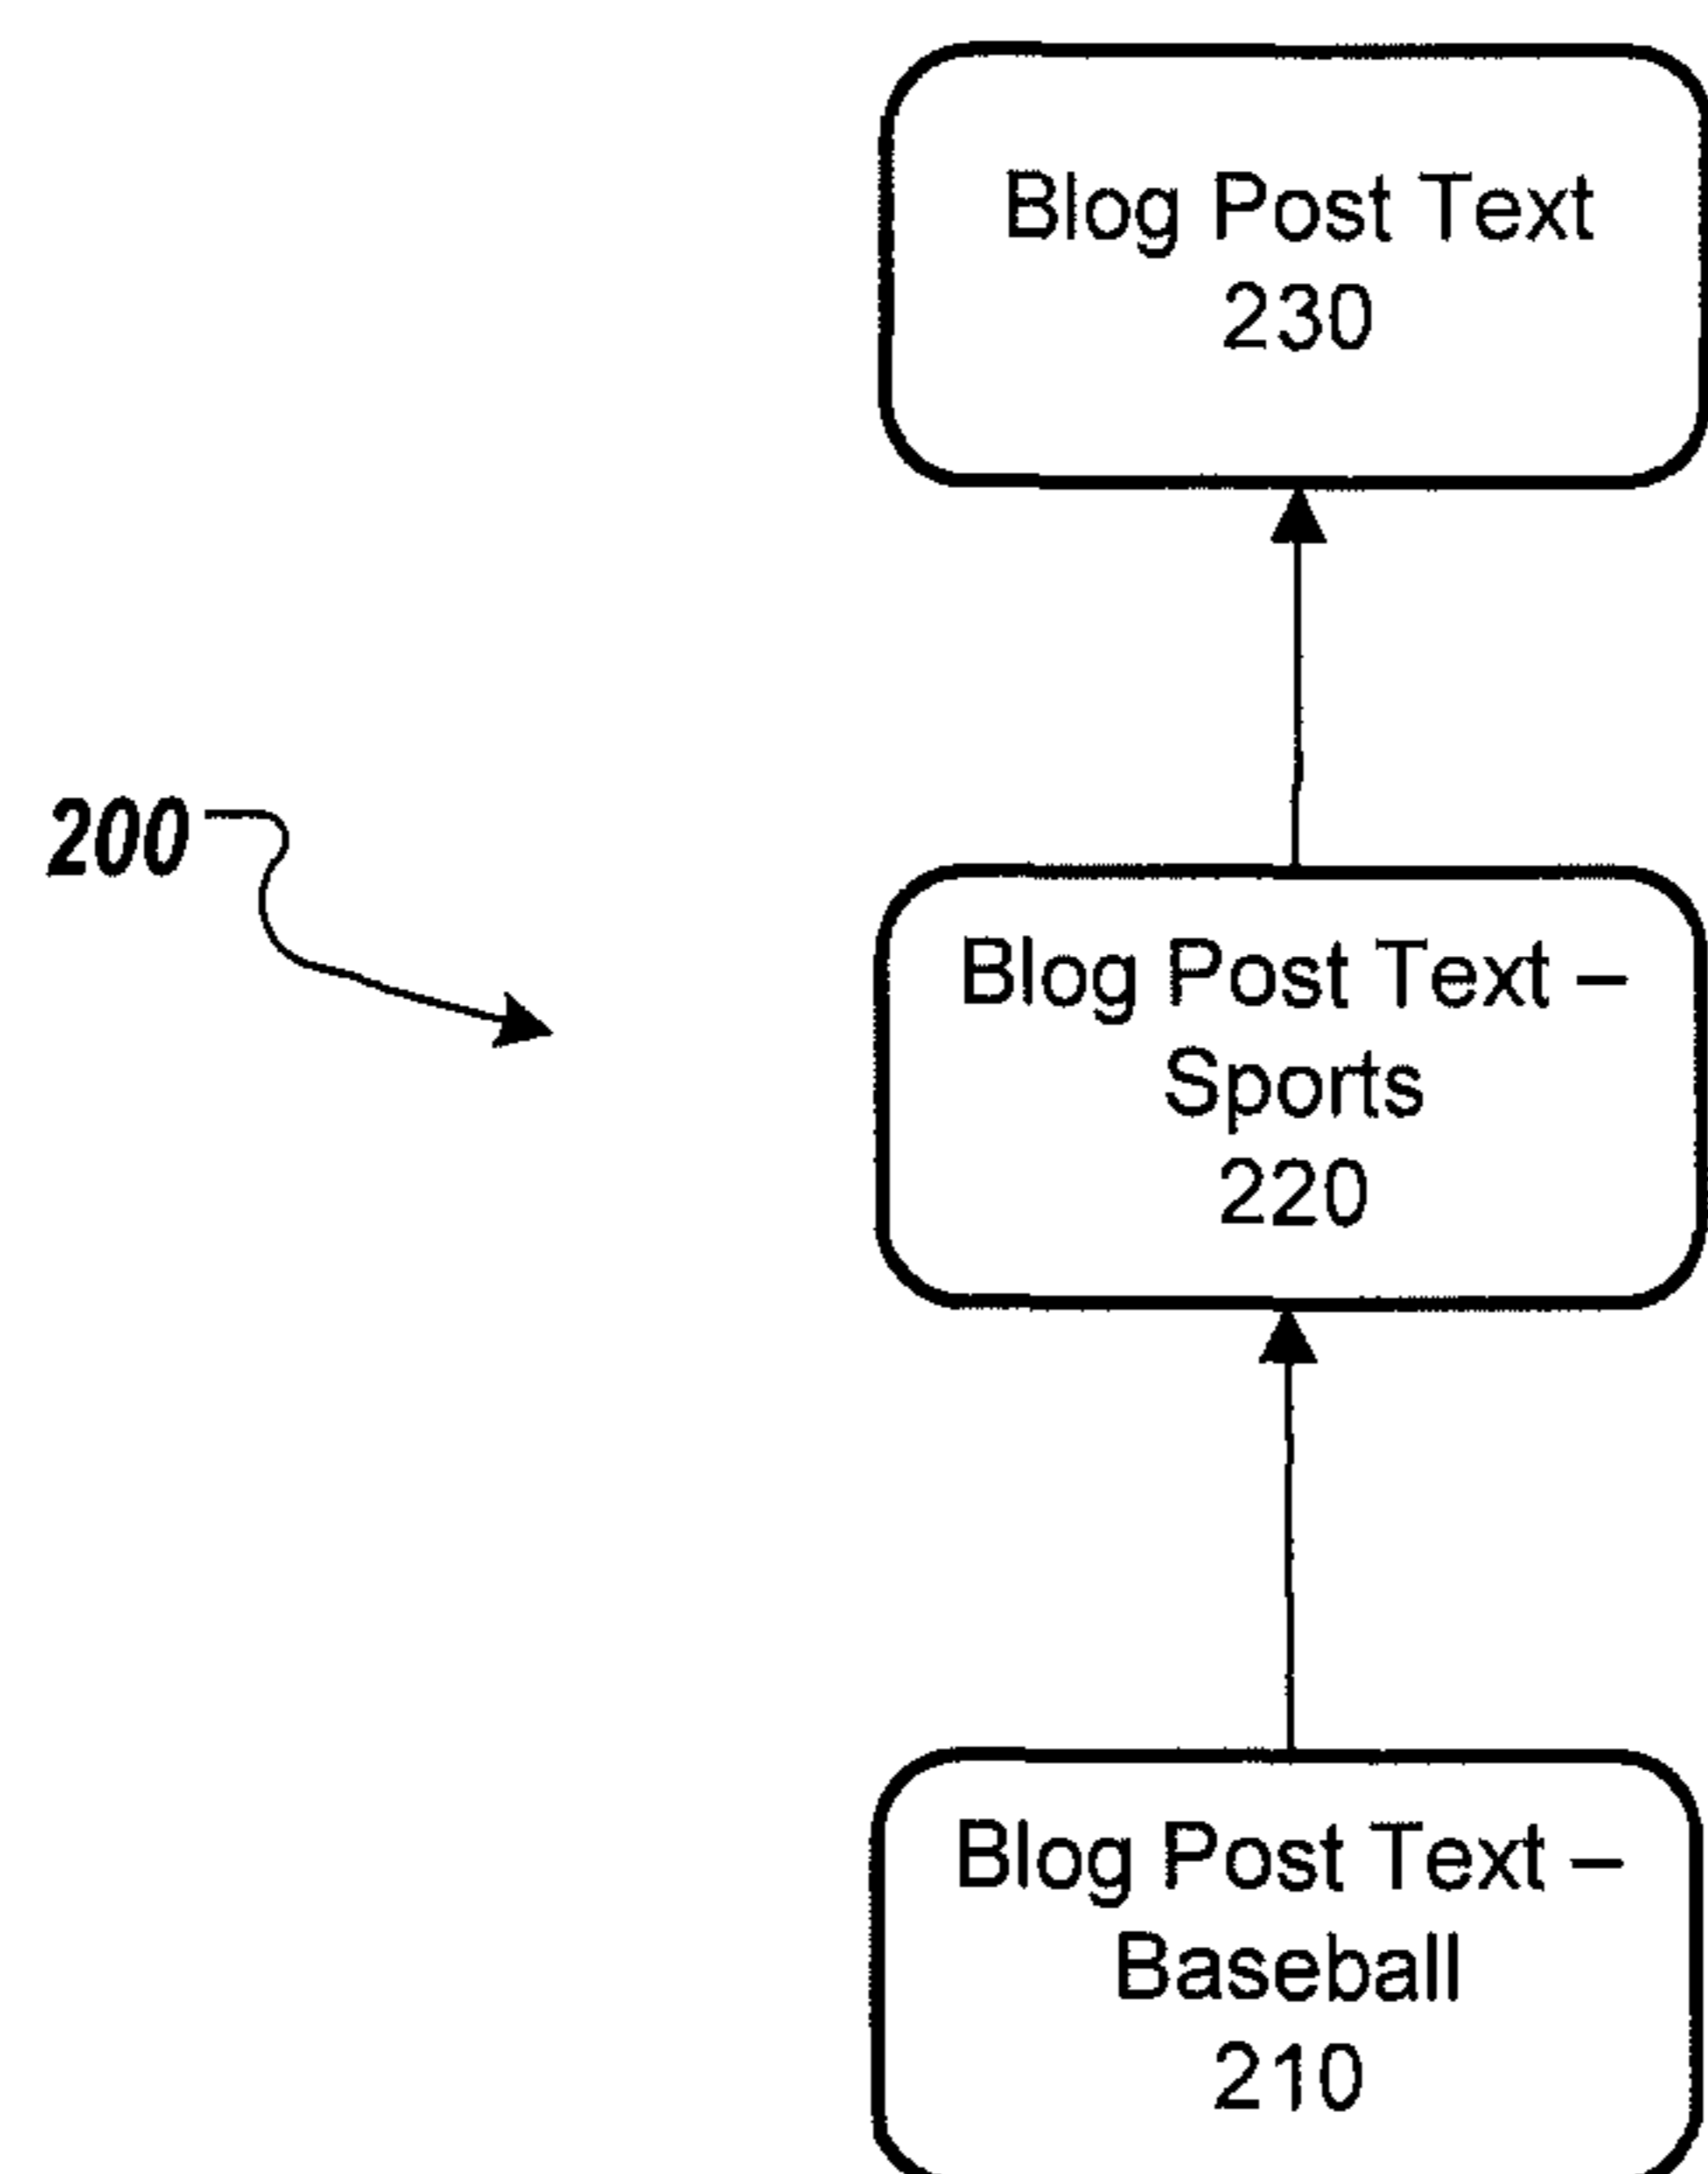 Blog Post Text
230
200
Blog Post Text –
Sports
220
Blog Post Text –
Baseball
210